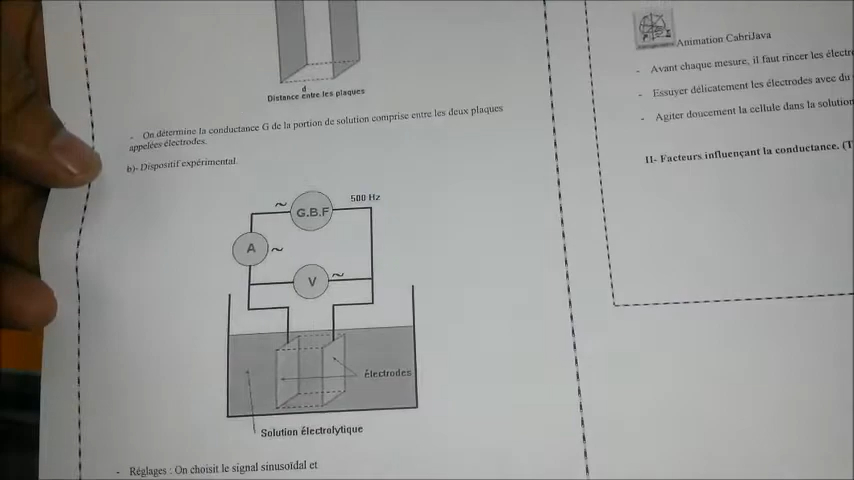 d
Distance entre les plaques
- On détermine la conductance G de la portion de solution comprise entre les deux plaques
appelées électrodes.
b)- Dispositif expérimental.
~ G.B.F 500 Hz
A ~
V ~
Électrodes
Solution électrolytique
- Réglages : On choisit le signal sinusoïdal et
Animation CabriJava
- Avant chaque mesure, il faut rincer les électr
- Essuyer délicatement les électrodes avec du
- Agiter doucement la cellule dans la solution
II- Facteurs influençant la conductance. (T